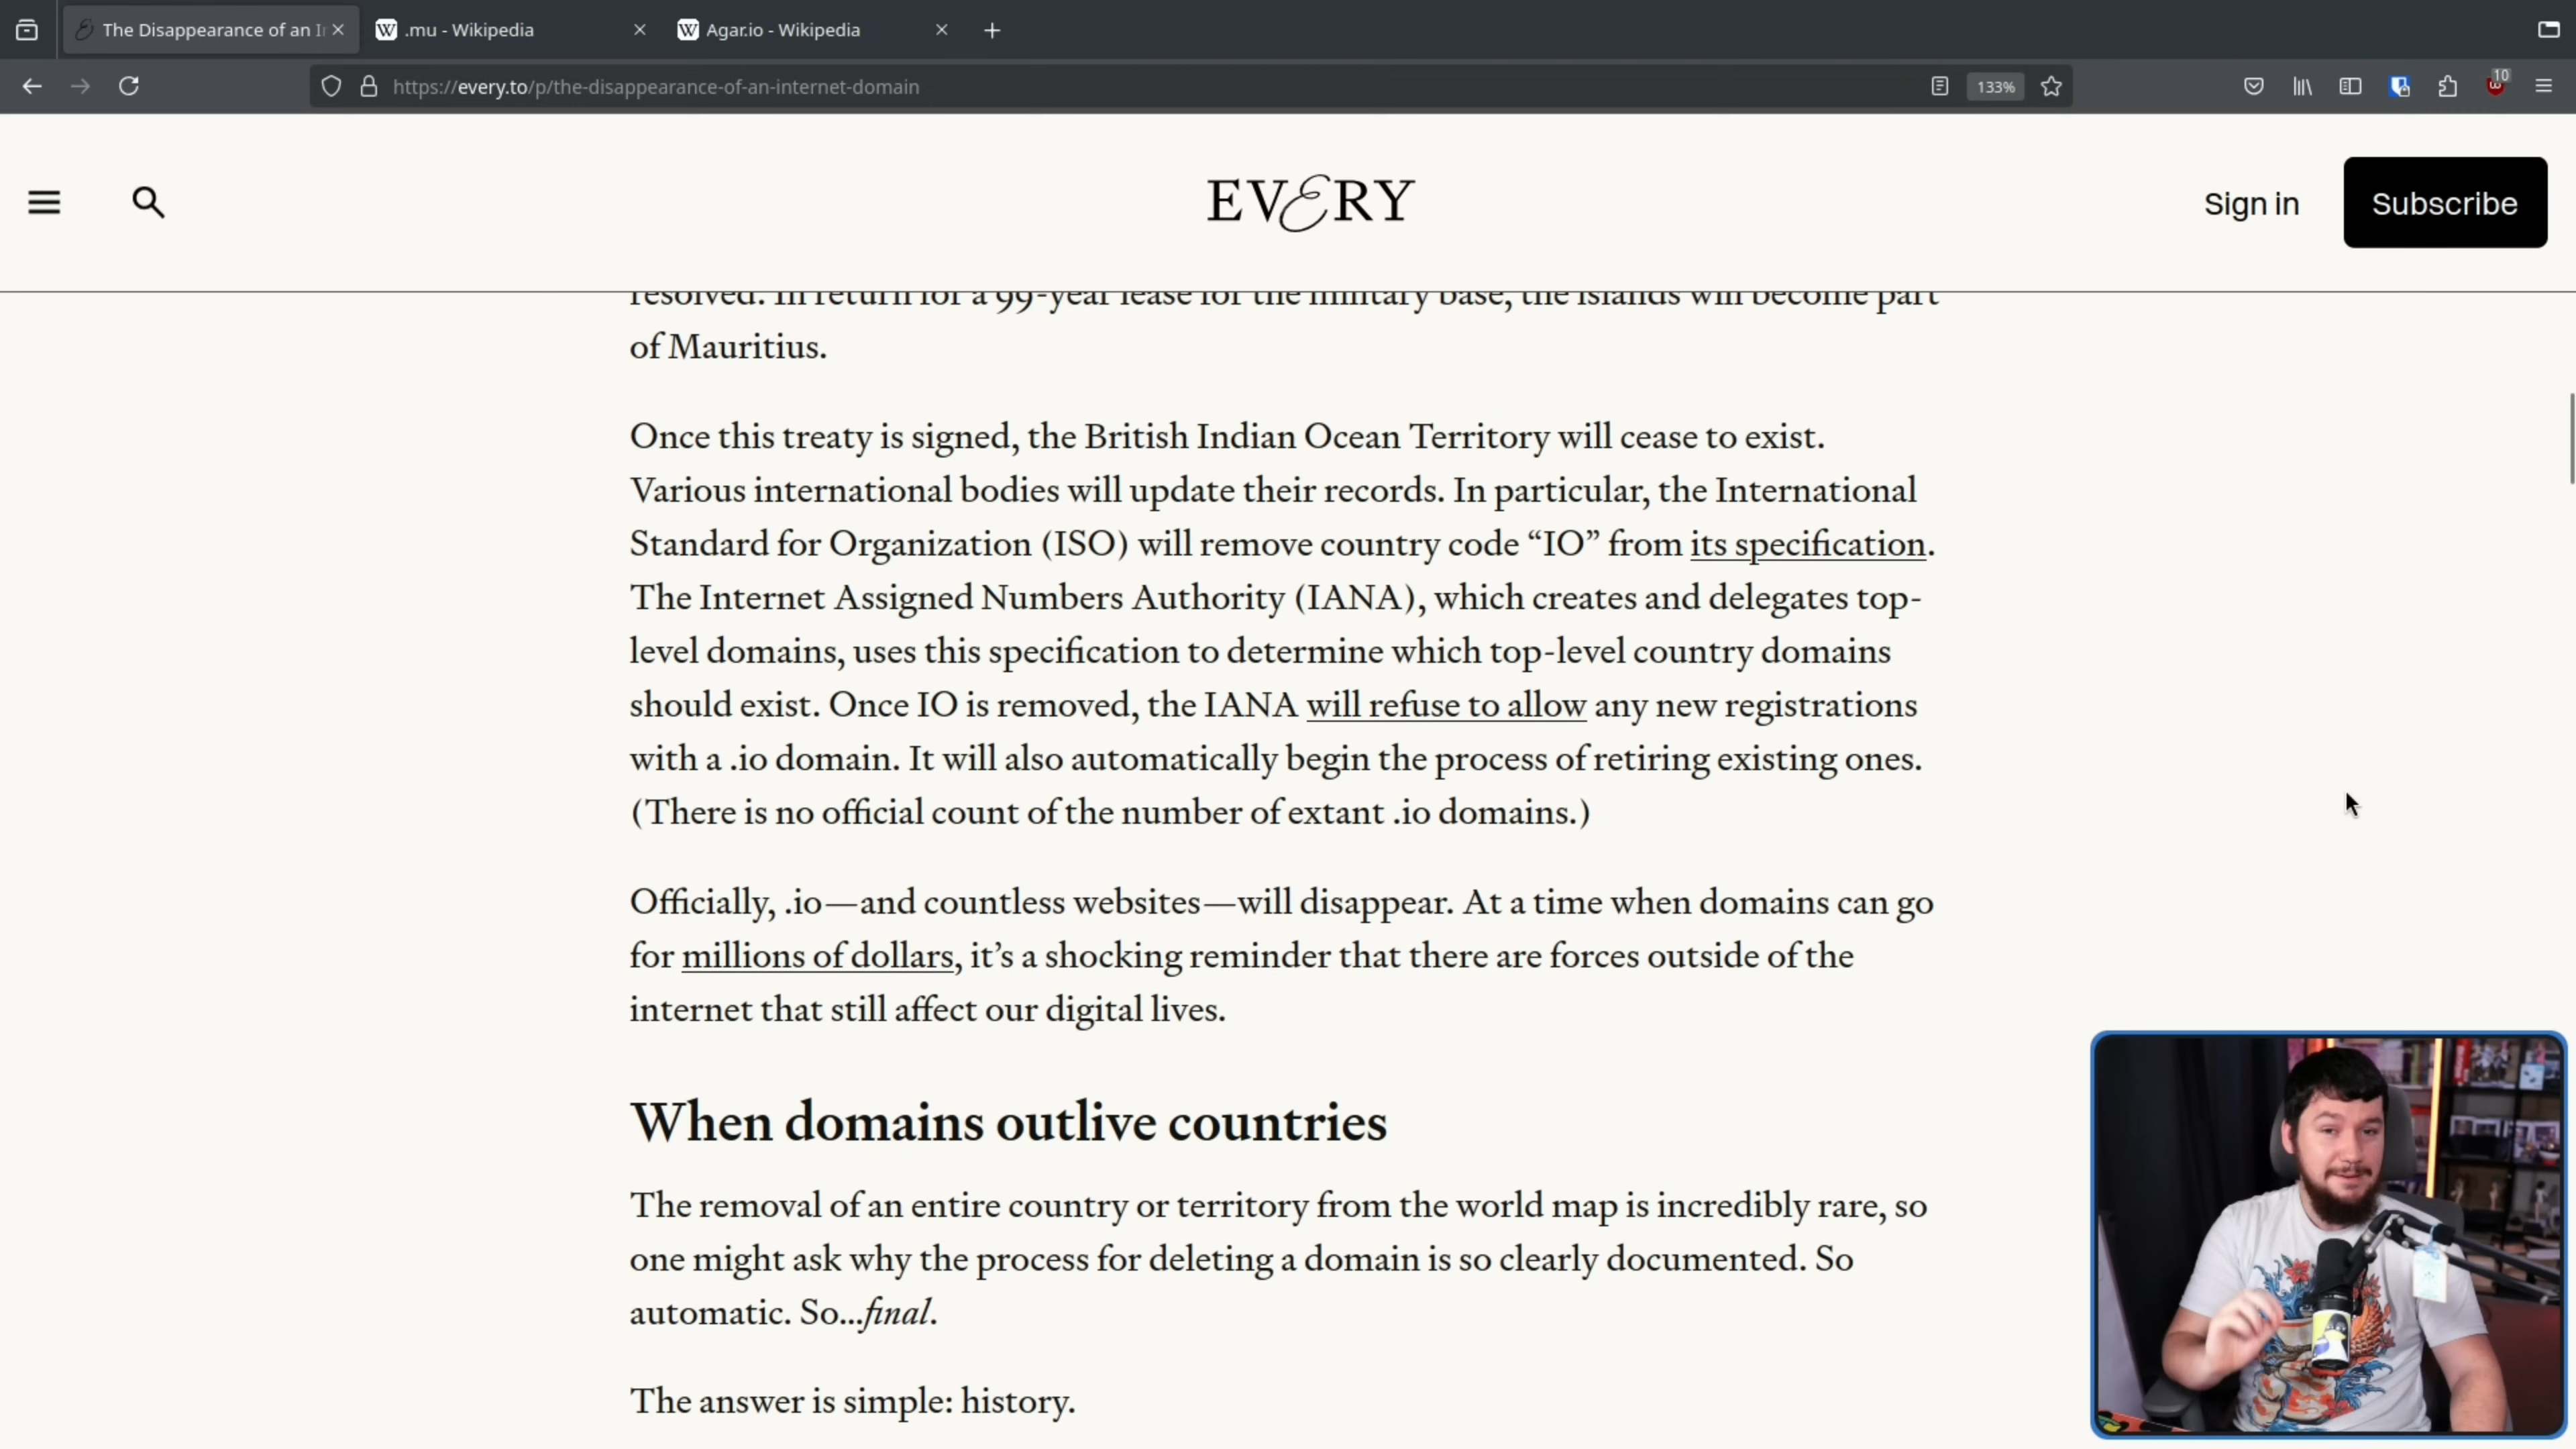 The Disappearance of an I
.mu - Wikipedia
Agar.io - Wikipedia
https://every.to/p/the-disappearance-of-an-internet-domain
133%
10
EVERY
Sign in
Subscribe
resolved. In return for a 99-year lease for the military base, the islands will become part
of Mauritius.
Once this treaty is signed, the British Indian Ocean Territory will cease to exist.
Various international bodies will update their records. In particular, the International
Standard for Organization (ISO) will remove country code “IO” from its specification.
The Internet Assigned Numbers Authority (IANA), which creates and delegates top-
level domains, uses this specification to determine which top-level country domains
should exist. Once IO is removed, the IANA will refuse to allow any new registrations
with a .io domain. It will also automatically begin the process of retiring existing ones.
(There is no official count of the number of extant .io domains.)
Officially, .io—and countless websites—will disappear. At a time when domains can go
for millions of dollars, it’s a shocking reminder that there are forces outside of the
internet that still affect our digital lives.
When domains outlive countries
The removal of an entire country or territory from the world map is incredibly rare, so
one might ask why the process for deleting a domain is so clearly documented. So
automatic. So...final.
The answer is simple: history.